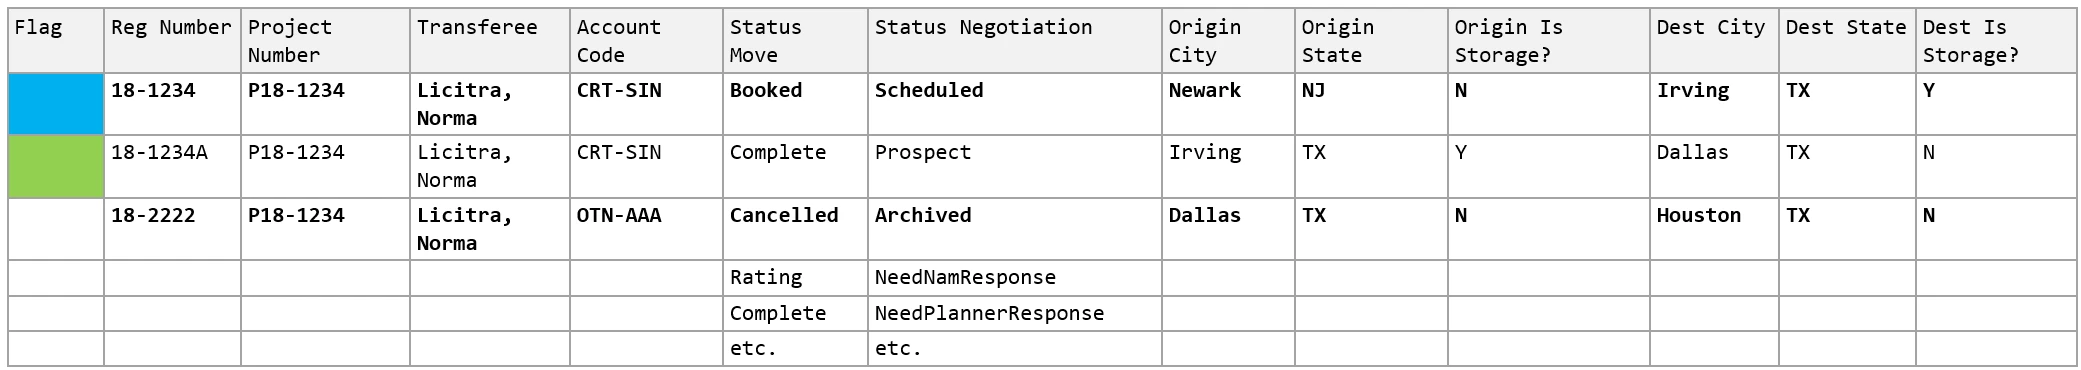 Flag Reg Number Project Number Transferee Account Code Status Move Status Negotiation Origin City Origin State Origin Is Storage? Dest City Dest State Dest Is Storage?
18-1234 P18-1234 Licitra, Norma CRT-SIN Booked Scheduled Newark NJ N Irving TX Y
18-1234A P18-1234 Licitra, Norma CRT-SIN Complete Prospect Irving TX Y Dallas TX N
18-2222 P18-1234 Licitra, Norma OTN-AAA Cancelled Archived Dallas TX N Houston TX N
Rating NeedNamResponse
Complete NeedPlannerResponse
etc. etc.